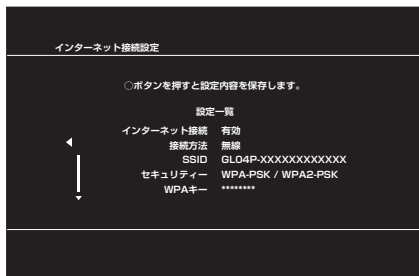 インターネット接続設定
○ボタンを押すと設定内容を保存します。
設定一覧
インターネット接続 有効
接続方法 無線
SSID GL04P-XXXXXXXXXXXX
セキュリティー WPA-PSK / WPA2-PSK
WPAキー ********